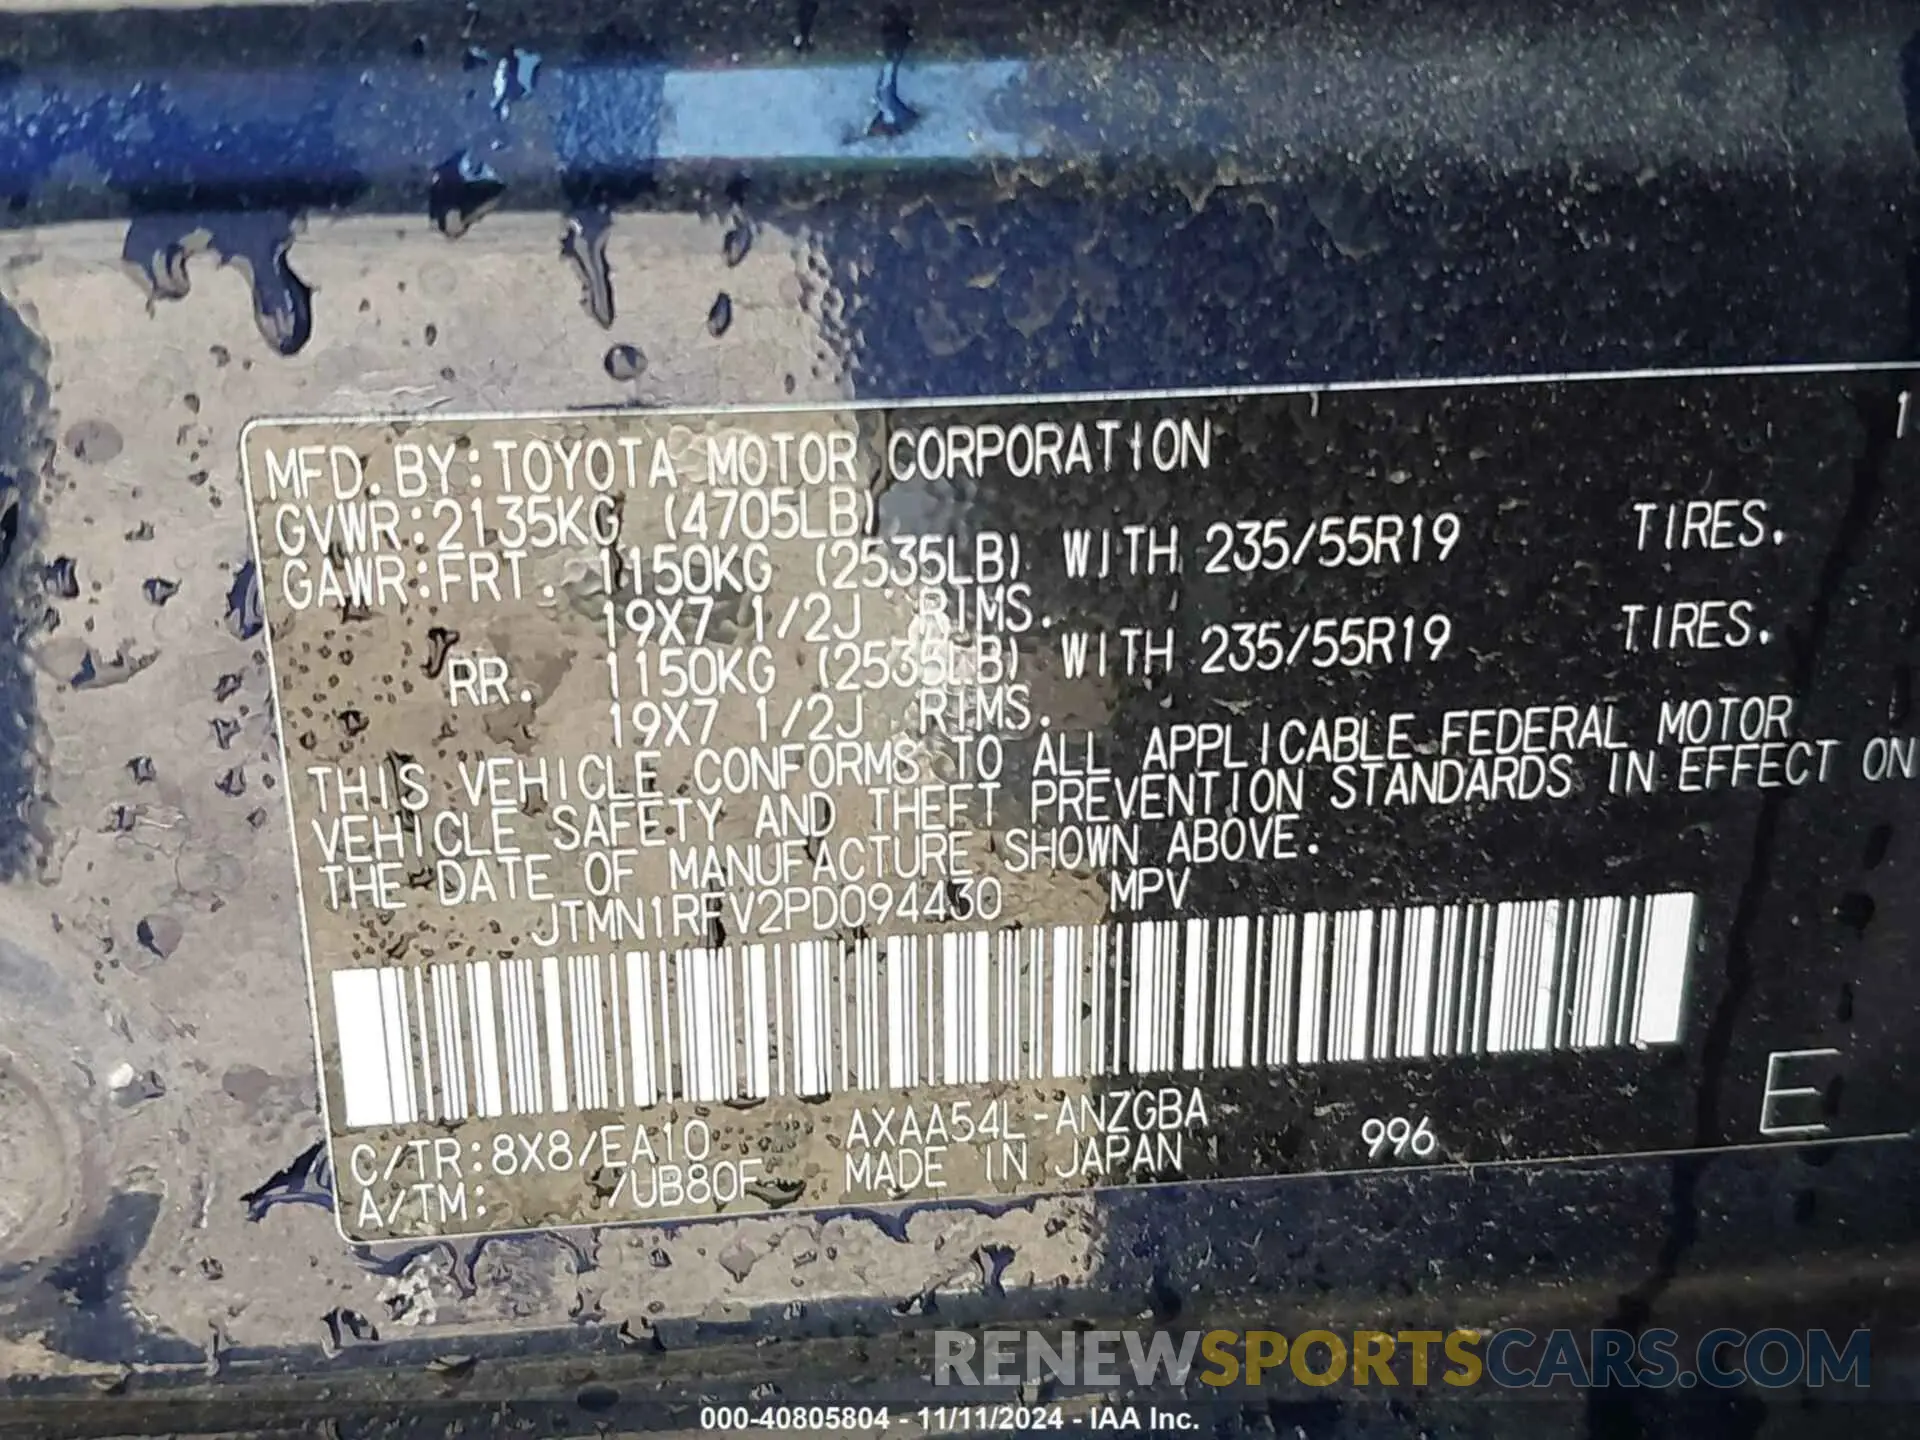 MFD. BY: TOYOTA MOTOR CORPORATION 1
GVWR: 2135KG (4705LB)
GAWR: FRT. 1150KG (2535LB) WITH 235/55R19 TIRES.
19X7 1/2J RIMS.
RR. 1150KG (2535LB) WITH 235/55R19 TIRES.
19X7 1/2J RIMS.
THIS VEHICLE CONFORMS TO ALL APPLICABLE FEDERAL MOTOR
VEHICLE SAFETY AND THEFT PREVENTION STANDARDS IN EFFECT ON
THE DATE OF MANUFACTURE SHOWN ABOVE.
JTMN1RFV2PD094430 MPV
C/TR: 8X8/EA10 AXAA54L-ANZGBA 996 E
A/TM: /UB80F MADE IN JAPAN
RENEWSPORTSCARS.COM
000-40805804 - 11/11/2024 - IAA Inc.